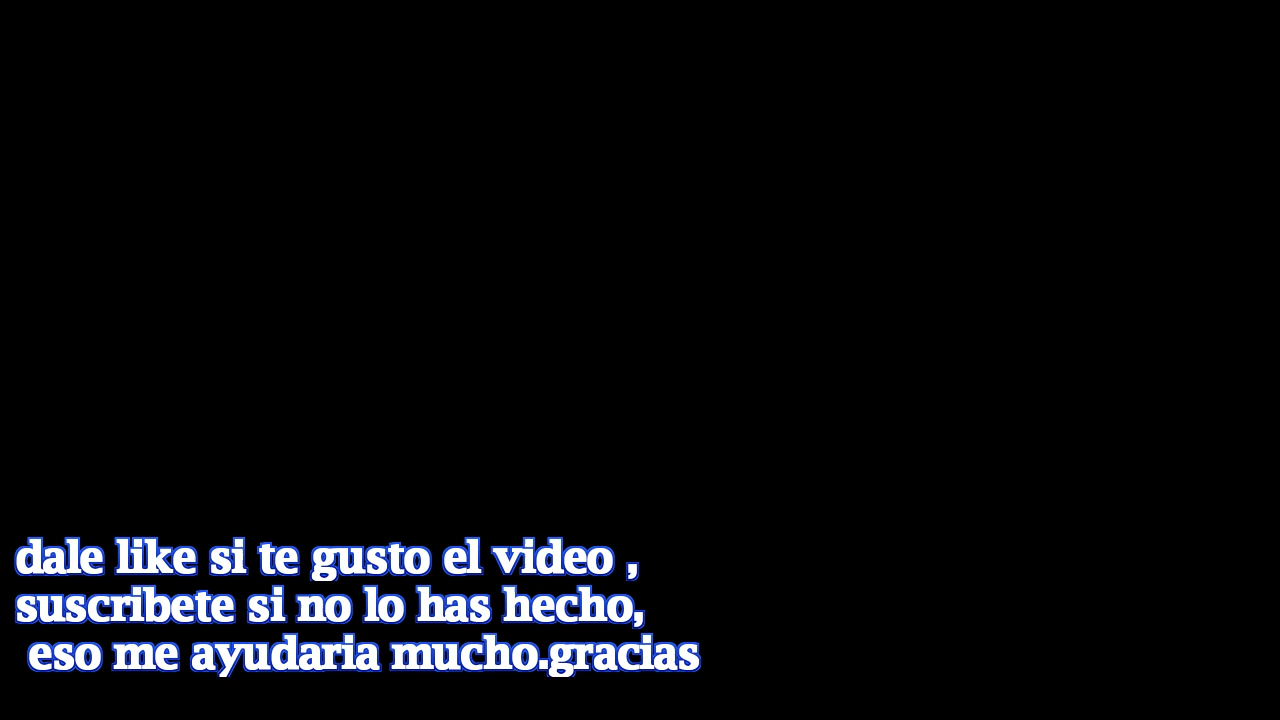 dale like si te gusto el video ,
suscribete si no lo has hecho,
eso me ayudaria mucho.gracias